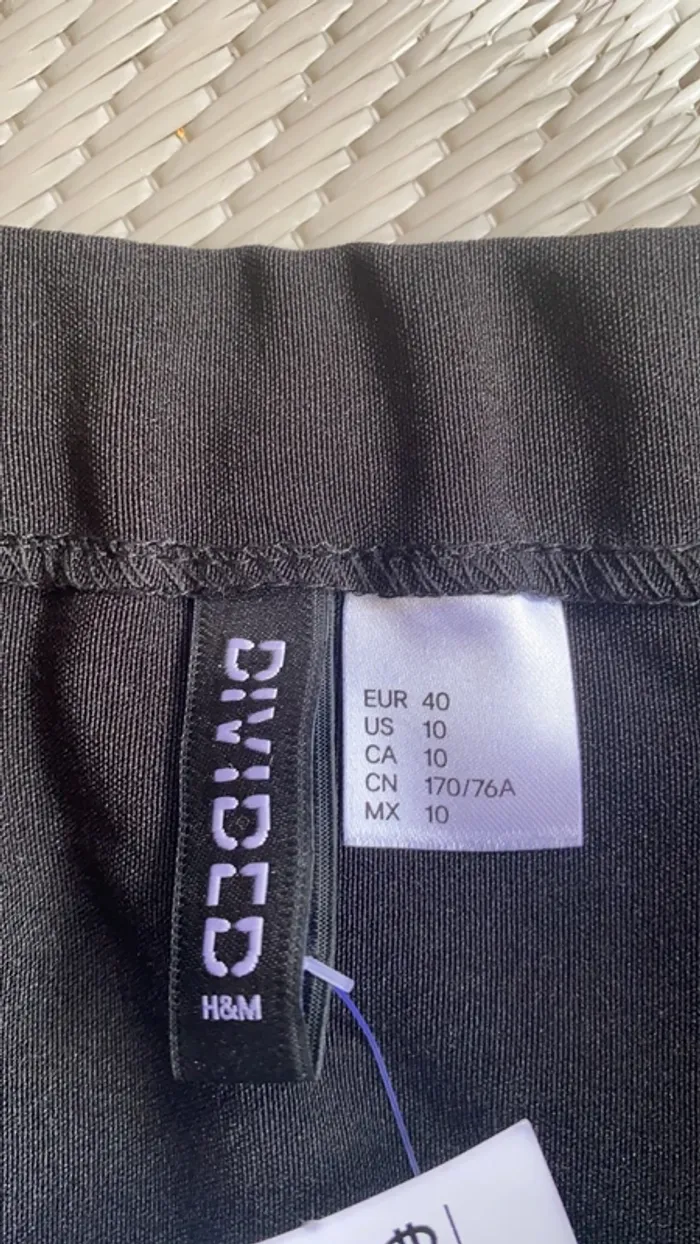 DIVIDED
H&M
EUR 40
US 10
CA 10
CN 170/76A
MX 10